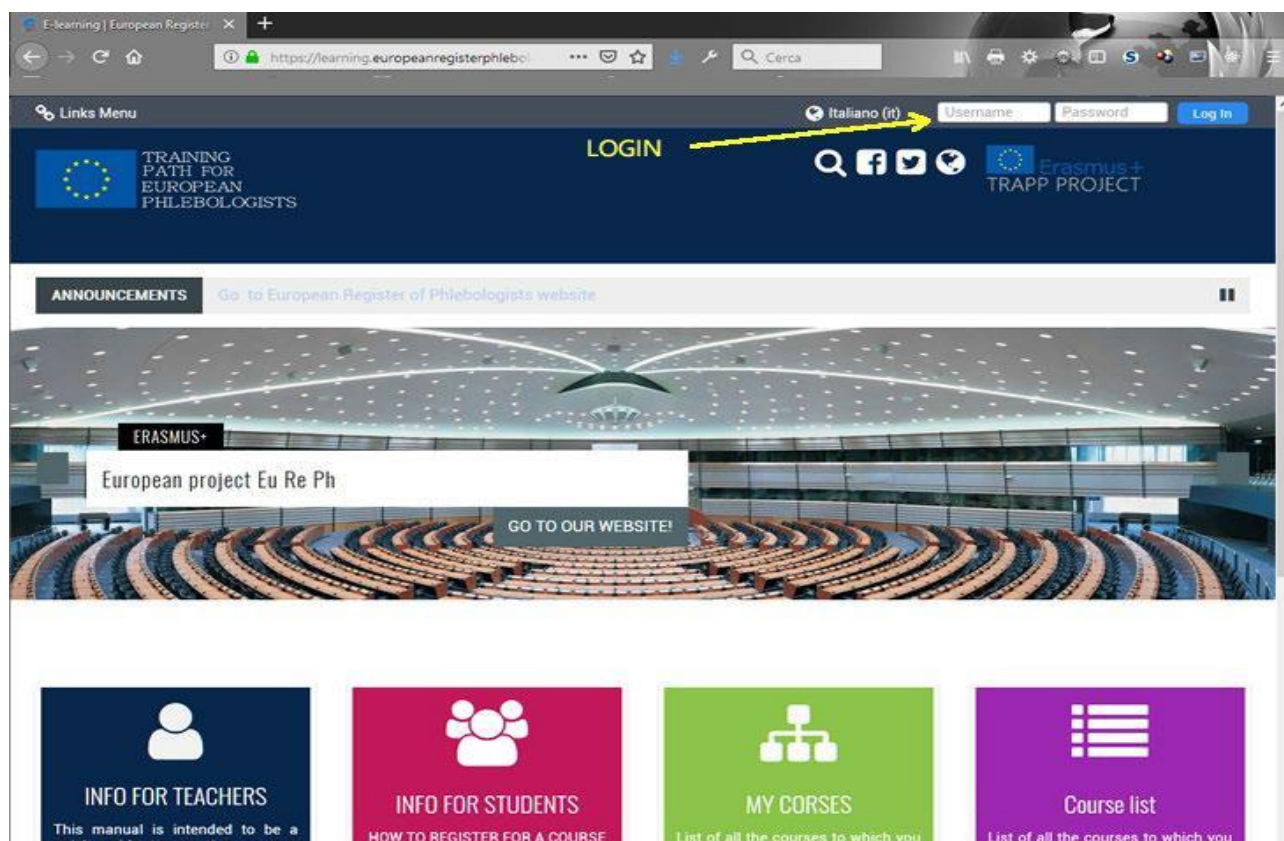 E-learning | European Register
https://learning.europeanregisterphlebo
Cerca
Links Menu
Italiano (it)
Username
Password
Log In
LOGIN
TRAINING
PATH FOR
EUROPEAN
PHLEBOLOGISTS
Erasmus+
TRAPP PROJECT
ANNOUNCEMENTS
Go to European Register of Phlebologists website
ERASMUS+
European project Eu Re Ph
GO TO OUR WEBSITE!
INFO FOR TEACHERS
This manual is intended to be a
INFO FOR STUDENTS
HOW TO REGISTER FOR A COURSE
MY CORSES
List of all the courses to which you
Course list
List of all the courses to which you